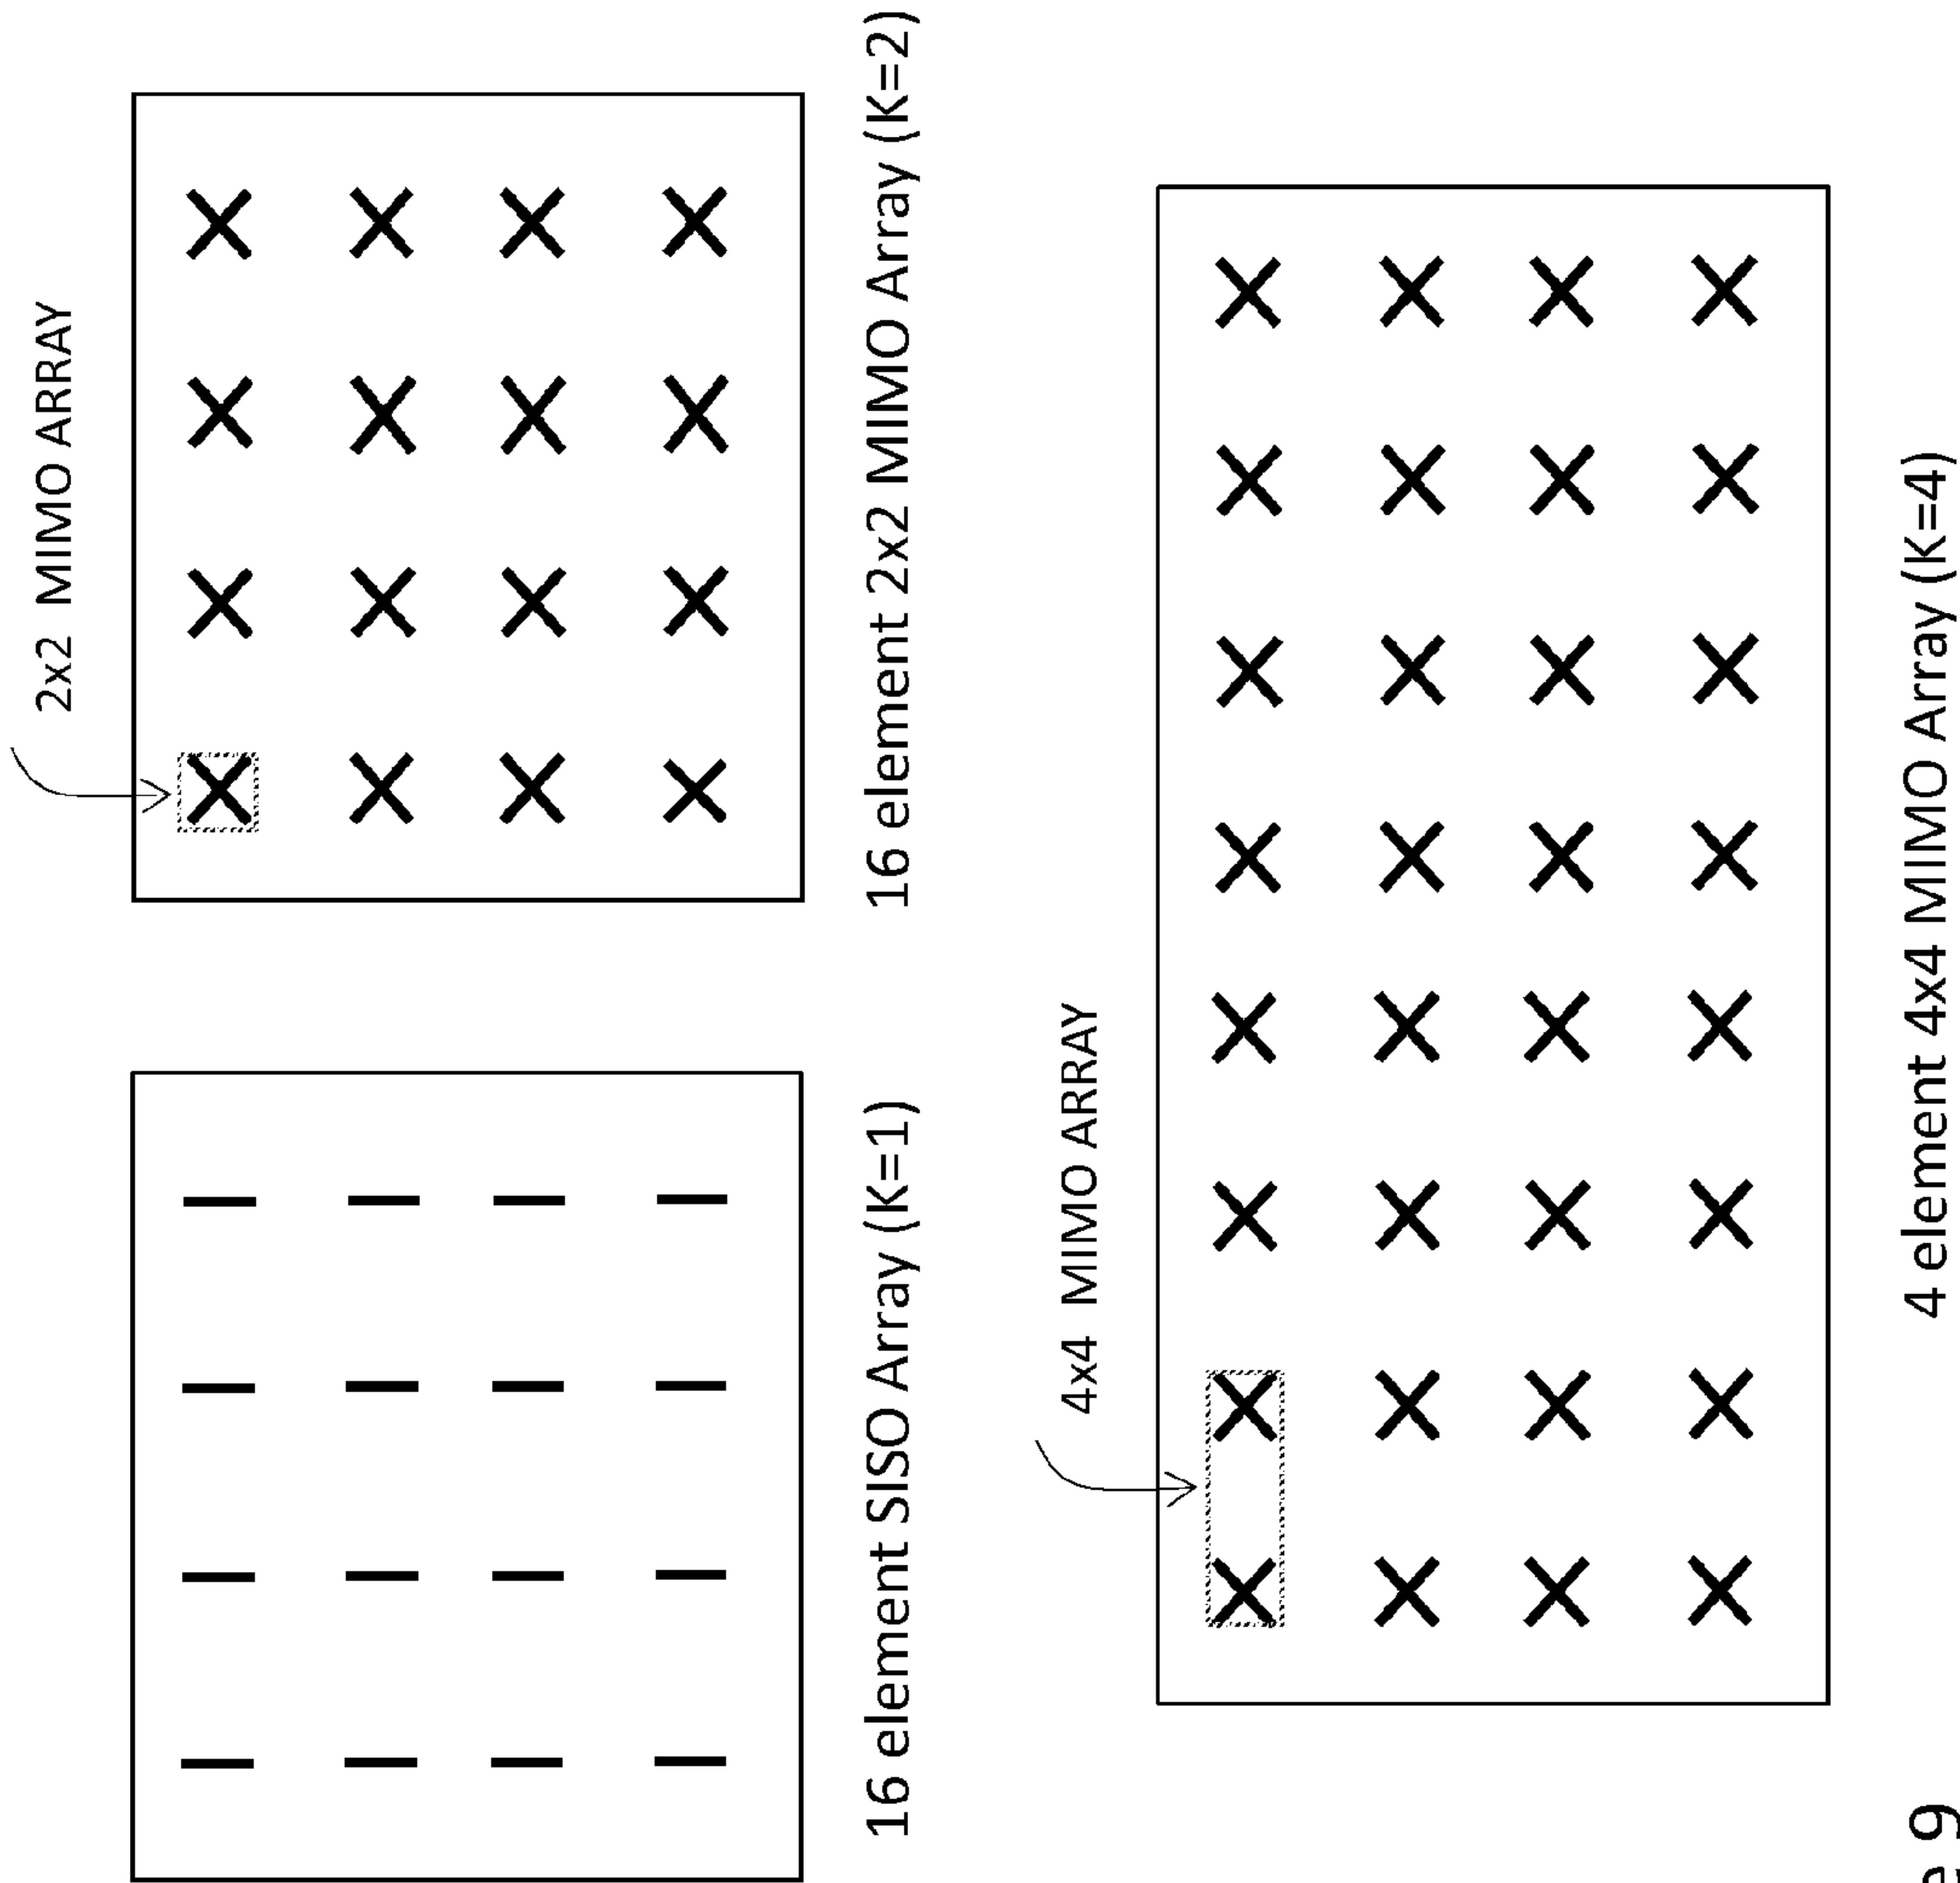 2x2 MIMO ARRAY
16 element SISO Array (K=1)
16 element 2x2 MIMO Array (K=2)
4x4 MIMO ARRAY
4 element 4x4 MIMO Array (K=4)
9